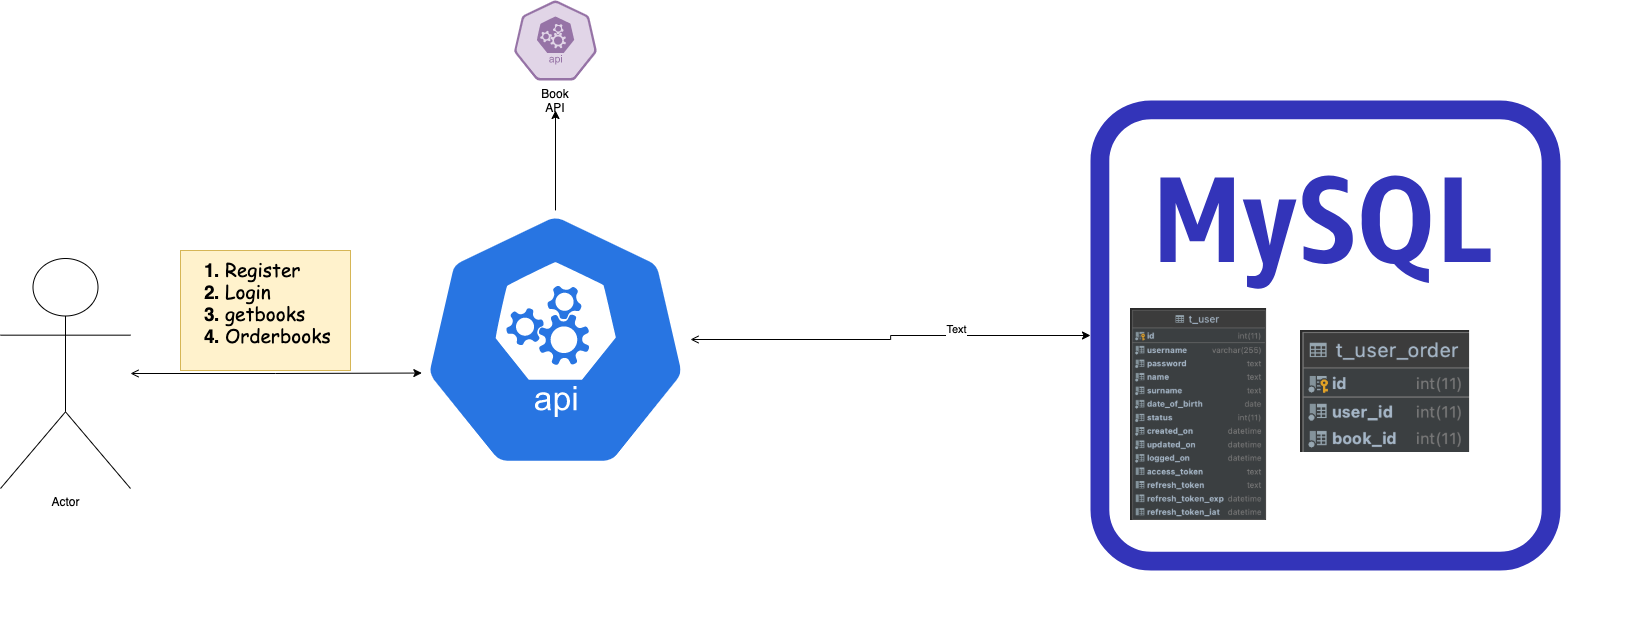 api
Book
API
1. Register
2. Login
3. getbooks
4. Orderbooks
Actor
api
Text
MySQL
t_user
id int(11)
username varchar(255)
password text
name text
surname text
date_of_birth date
status int(11)
created_on datetime
updated_on datetime
logged_on datetime
access_token text
refresh_token text
refresh_token_exp datetime
refresh_token_iat datetime
t_user_order
id int(11)
user_id int(11)
book_id int(11)